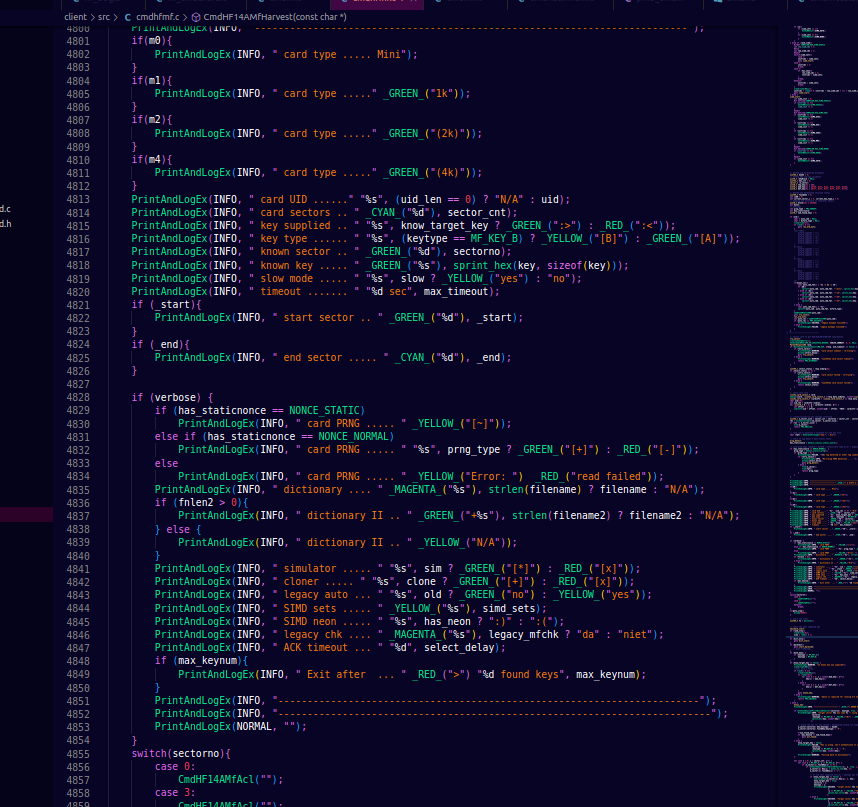 client > src > C cmdhfmf.c > CmdHF14AMfHarvest(const char *)
4800 PrintAndLogEx(INFO, "--------------------------------------------------------------------------");
4801 if(m0){
4802 PrintAndLogEx(INFO, " card type ..... Mini");
4803 }
4804 if(m1){
4805 PrintAndLogEx(INFO, " card type ....." _GREEN_("1k"));
4806 }
4807 if(m2){
4808 PrintAndLogEx(INFO, " card type ....." _GREEN_("(2k)");
4809 }
4810 if(m4){
4811 PrintAndLogEx(INFO, " card type ....." _GREEN_("(4k)"));
4812 }
4813 PrintAndLogEx(INFO, " card UID ......" "%s", (uid_len == 0) ? "N/A" : uid);
4814 PrintAndLogEx(INFO, " card sectors .. " _CYAN_("%d"), sector_cnt);
4815 PrintAndLogEx(INFO, " key supplied .. " "%s", know_target_key ? _GREEN_(":>") : _RED_(":<"));
4816 PrintAndLogEx(INFO, " key type ...... " "%s", (keytype == MF_KEY_B) ? _YELLOW_("[B]") : _GREEN_("[A]"));
4817 PrintAndLogEx(INFO, " known sector .. " _GREEN_("%d"), sectorno);
4818 PrintAndLogEx(INFO, " known key ..... " _GREEN_("%s"), sprint_hex(key, sizeof(key)));
4819 PrintAndLogEx(INFO, " slow mode ..... " "%s", slow ? _YELLOW_("yes") : "no");
4820 PrintAndLogEx(INFO, " timeout ....... " "%d sec", max_timeout);
4821 if (_start){
4822 PrintAndLogEx(INFO, " start sector .. " _GREEN_("%d"), _start);
4823 }
4824 if (_end){
4825 PrintAndLogEx(INFO, " end sector ..... " _CYAN_("%d"), _end);
4826 }
4827
4828 if (verbose) {
4829 if (has_staticnonce == NONCE_STATIC)
4830 PrintAndLogEx(INFO, " card PRNG ..... " _YELLOW_("[~]"));
4831 else if (has_staticnonce == NONCE_NORMAL)
4832 PrintAndLogEx(INFO, " card PRNG ..... " "%s", prng_type ? _GREEN_("[+]") : _RED_("[-]"));
4833 else
4834 PrintAndLogEx(INFO, " card PRNG ..... " _YELLOW_("Error: ") _RED_("read failed"));
4835 PrintAndLogEx(INFO, " dictionary .... " _MAGENTA_("%s"), strlen(filename) ? filename : "N/A");
4836 if (fnlen2 > 0){
4837 PrintAndLogEx(INFO, " dictionary II .. " _GREEN_("+%s"), strlen(filename2) ? filename2 : "N/A");
4838 } else {
4839 PrintAndLogEx(INFO, " dictionary II .. " _YELLOW_("N/A"));
4840 }
4841 PrintAndLogEx(INFO, " simulator ..... " "%s", sim ? _GREEN_("[*]") : _RED_("[x]"));
4842 PrintAndLogEx(INFO, " cloner ..... " "%s", clone ? _GREEN_("[+]") : _RED_("[x]"));
4843 PrintAndLogEx(INFO, " legacy auto ... " "%s", old ? _GREEN_("no") : _YELLOW_("yes"));
4844 PrintAndLogEx(INFO, " SIMD sets ..... " _YELLOW_("%s"), simd_sets);
4845 PrintAndLogEx(INFO, " SIMD neon ..... " "%s", has_neon ? ":)" : ":(");
4846 PrintAndLogEx(INFO, " legacy chk .... " _MAGENTA_("%s"), legacy_mfchk ? "da" : "niet");
4847 PrintAndLogEx(INFO, " ACK timeout ... " "%d", select_delay);
4848 if (max_keynum){
4849 PrintAndLogEx(INFO, " Exit after  ... " _RED_(">") "%d found keys", max_keynum);
4850 }
4851 PrintAndLogEx(INFO, "-----------------------------------------------------------------------");
4852 PrintAndLogEx(INFO, "-------------------------------------------------------------------------");
4853 PrintAndLogEx(NORMAL, "");
4854 }
4855 switch(sectorno){
4856 case 0:
4857 CmdHF14AMfAcl("");
4858 case 3:
4859 CmdHF14AMfAcl("");
d.c
d.h